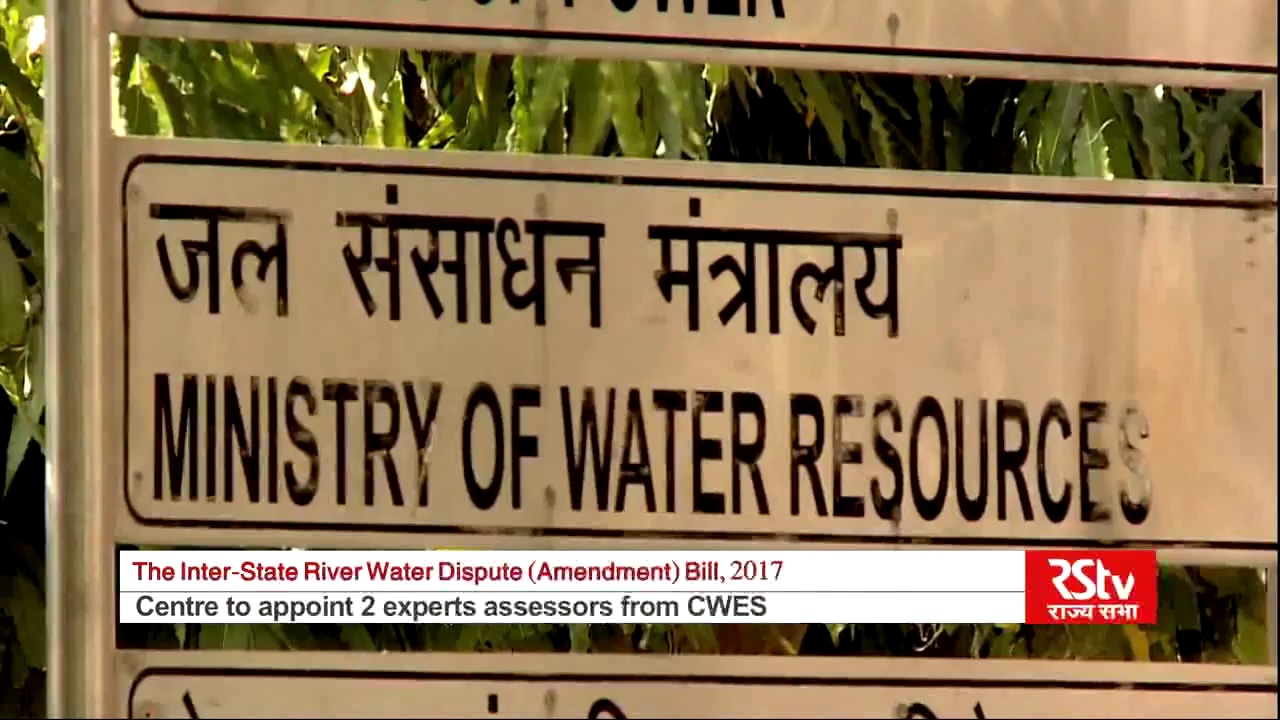 POWER
जल संसाधन मंत्रालय
MINISTRY OF WATER RESOURCES
The Inter-State River Water Dispute (Amendment) Bill, 2017
Centre to appoint 2 experts assessors from CWES
RStv
राज्य सभा